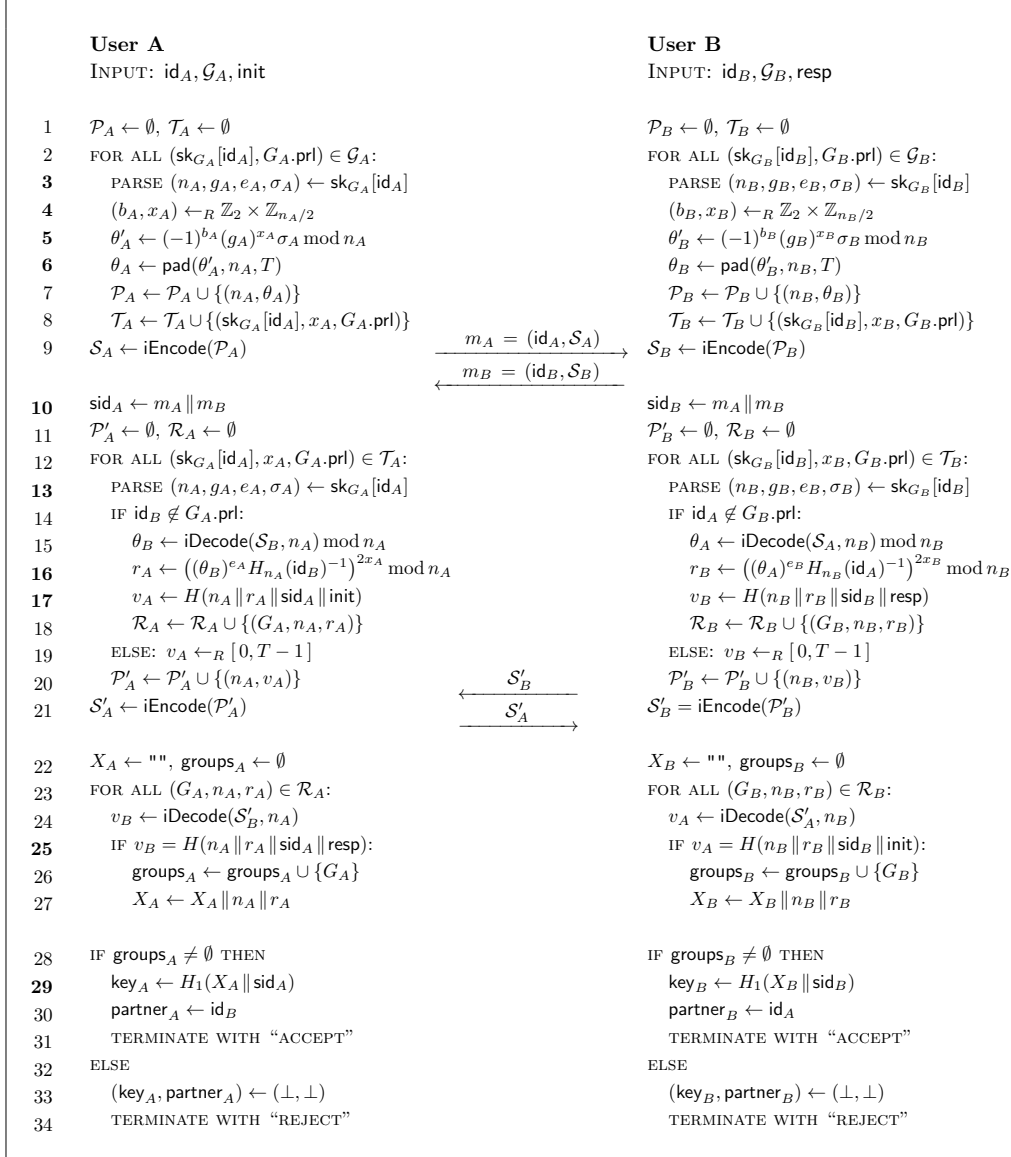 User A User B
INPUT: id_A, 𝒢_A, init INPUT: id_B, 𝒢_B, resp
1 𝒫_A ← ∅, 𝒯_A ← ∅ 𝒫_B ← ∅, 𝒯_B ← ∅
2 FOR ALL (sk_{G_A}[id_A], G_A.prl) ∈ 𝒢_A: FOR ALL (sk_{G_B}[id_B], G_B.prl) ∈ 𝒢_B:
3 PARSE (n_A, g_A, e_A, σ_A) ← sk_{G_A}[id_A] PARSE (n_B, g_B, e_B, σ_B) ← sk_{G_B}[id_B]
4 (b_A, x_A) ←_R ℤ_2 × ℤ_{n_A/2} (b_B, x_B) ←_R ℤ_2 × ℤ_{n_B/2}
5 θ′_A ← (−1)^{b_A}(g_A)^{x_A}σ_A mod n_A θ′_B ← (−1)^{b_B}(g_B)^{x_B}σ_B mod n_B
6 θ_A ← pad(θ′_A, n_A, T) θ_B ← pad(θ′_B, n_B, T)
7 𝒫_A ← 𝒫_A ∪ {(n_A, θ_A)} 𝒫_B ← 𝒫_B ∪ {(n_B, θ_B)}
8 𝒯_A ← 𝒯_A ∪ {(sk_{G_A}[id_A], x_A, G_A.prl)} 𝒯_B ← 𝒯_B ∪ {(sk_{G_B}[id_B], x_B, G_B.prl)}
9 𝒮_A ← iEncode(𝒫_A) m_A = (id_A, 𝒮_A) 𝒮_B ← iEncode(𝒫_B)
m_B = (id_B, 𝒮_B)
10 sid_A ← m_A ‖ m_B sid_B ← m_A ‖ m_B
11 𝒫′_A ← ∅, ℛ_A ← ∅ 𝒫′_B ← ∅, ℛ_B ← ∅
12 FOR ALL (sk_{G_A}[id_A], x_A, G_A.prl) ∈ 𝒯_A: FOR ALL (sk_{G_B}[id_B], x_B, G_B.prl) ∈ 𝒯_B:
13 PARSE (n_A, g_A, e_A, σ_A) ← sk_{G_A}[id_A] PARSE (n_B, g_B, e_B, σ_B) ← sk_{G_B}[id_B]
14 IF id_B ∉ G_A.prl: IF id_A ∉ G_B.prl:
15 θ_B ← iDecode(𝒮_B, n_A) mod n_A θ_A ← iDecode(𝒮_A, n_B) mod n_B
16 r_A ← ((θ_B)^{e_A} H_{n_A}(id_B)^{−1})^{2x_A} mod n_A r_B ← ((θ_A)^{e_B} H_{n_B}(id_A)^{−1})^{2x_B} mod n_B
17 v_A ← H(n_A ‖ r_A ‖ sid_A ‖ init) v_B ← H(n_B ‖ r_B ‖ sid_B ‖ resp)
18 ℛ_A ← ℛ_A ∪ {(G_A, n_A, r_A)} ℛ_B ← ℛ_B ∪ {(G_B, n_B, r_B)}
19 ELSE: v_A ←_R [0, T − 1] ELSE: v_B ←_R [0, T − 1]
20 𝒫′_A ← 𝒫′_A ∪ {(n_A, v_A)} 𝒮′_B 𝒫′_B ← 𝒫′_B ∪ {(n_B, v_B)}
21 𝒮′_A ← iEncode(𝒫′_A) 𝒮′_A 𝒮′_B = iEncode(𝒫′_B)
22 X_A ← "", groups_A ← ∅ X_B ← "", groups_B ← ∅
23 FOR ALL (G_A, n_A, r_A) ∈ ℛ_A: FOR ALL (G_B, n_B, r_B) ∈ ℛ_B:
24 v_B ← iDecode(𝒮′_B, n_A) v_A ← iDecode(𝒮′_A, n_B)
25 IF v_B = H(n_A ‖ r_A ‖ sid_A ‖ resp): IF v_A = H(n_B ‖ r_B ‖ sid_B ‖ init):
26 groups_A ← groups_A ∪ {G_A} groups_B ← groups_B ∪ {G_B}
27 X_A ← X_A ‖ n_A ‖ r_A X_B ← X_B ‖ n_B ‖ r_B
28 IF groups_A ≠ ∅ THEN IF groups_B ≠ ∅ THEN
29 key_A ← H_1(X_A ‖ sid_A) key_B ← H_1(X_B ‖ sid_B)
30 partner_A ← id_B partner_B ← id_A
31 TERMINATE WITH “ACCEPT” TERMINATE WITH “ACCEPT”
32 ELSE ELSE
33 (key_A, partner_A) ← (⊥, ⊥) (key_B, partner_B) ← (⊥, ⊥)
34 TERMINATE WITH “REJECT” TERMINATE WITH “REJECT”